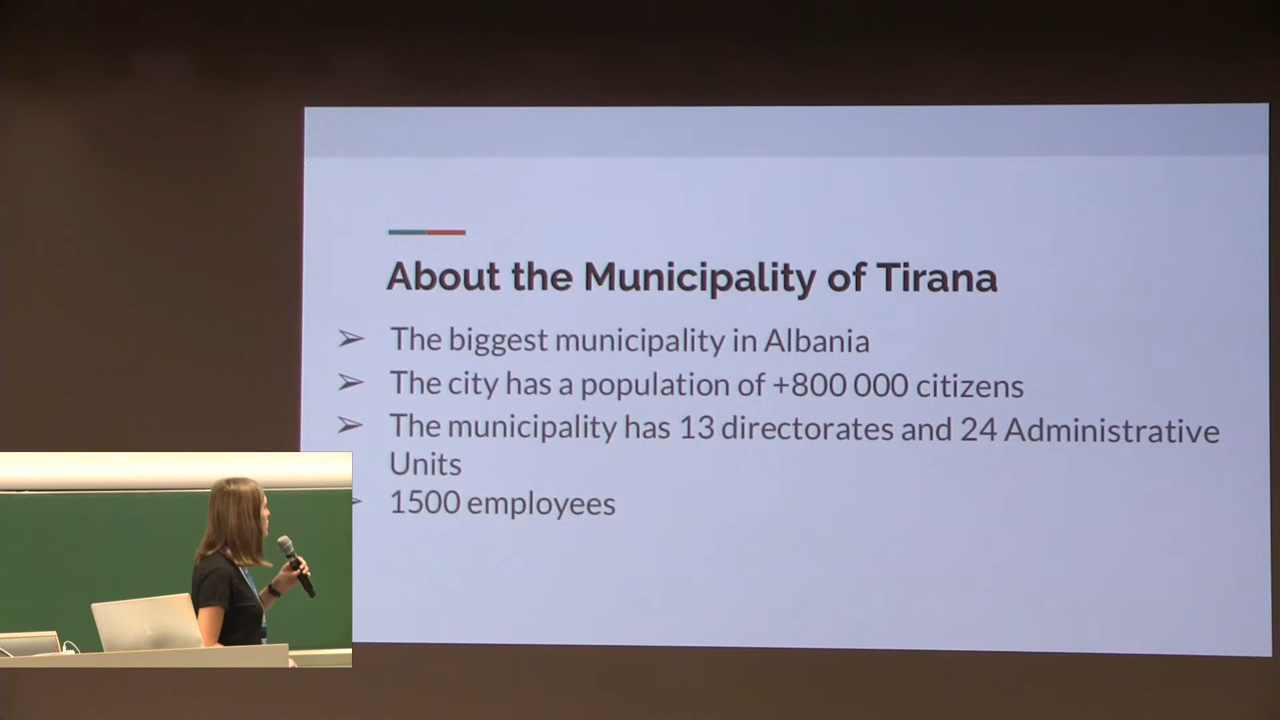 About the Municipality of Tirana
➢ The biggest municipality in Albania
➢ The city has a population of +800 000 citizens
➢ The municipality has 13 directorates and 24 Administrative
Units
➢ 1500 employees